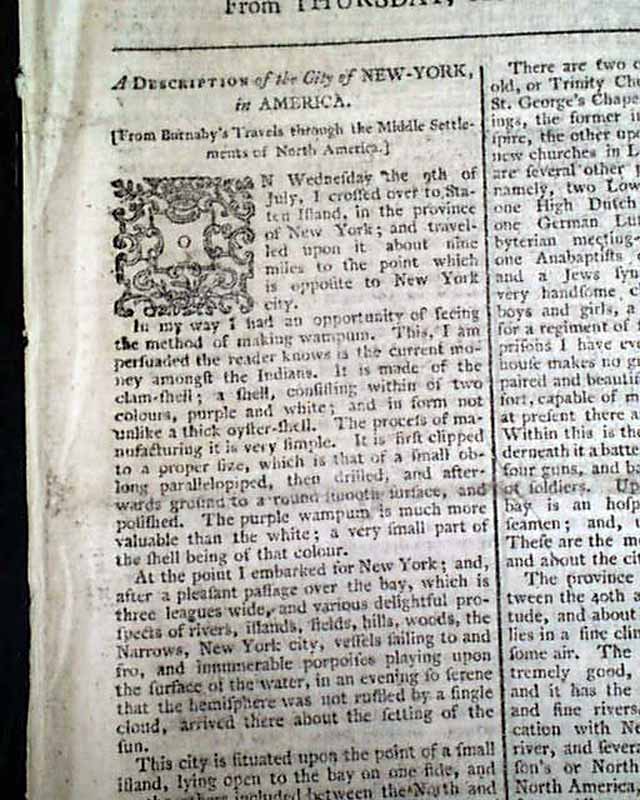 From THURSDAY,
A DESCRIPTION of the City of NEW-YORK,
in AMERICA.
[From Burnaby's Travels through the Middle Settle-
ments of North America.]
ON Wednesday the 9th of
July, I crossed over to Sta-
ten Island, in the province
of New York; and travel-
led upon it about nine
miles to the point which
is opposite to New York
city.
In my way I had an opportunity of seeing
the method of making wampum. This, I am
persuaded the reader knows is the current mo-
ney amongst the Indians. It is made of the
clam-shell; a shell, consisting within of two
colours, purple and white; and in form not
unlike a thick oyster-shell. The process of ma-
nufacturing it is very simple. It is first clipped
to a proper size, which is that of a small ob-
long parallelopiped, then drilled, and after-
wards ground to a round smooth surface, and
polished. The purple wampum is much more
valuable than the white; a very small part of
the shell being of that colour.
At the point I embarked for New York; and,
after a pleasant passage over the bay, which is
three leagues wide, and various delightful pro-
spects of rivers, islands, fields, hills, woods, the
Narrows, New York city, vessels sailing to and
fro, and innumerable porpoises playing upon
the surface of the water, in an evening so serene
that the hemisphere was not ruffled by a single
cloud, arrived there about the setting of the
sun.
This city is situated upon the point of a small
island, lying open to the bay on one side, and
included between the North and
There are two c
old, or Trinity Chu
St. George's Chape
ings, the former i
spire, the other up
new churches in L
are several other p
namely, two Low
one High Dutch
one German Lut
byterian meeting-
one Anabaptists
and a Jews syn
very handsome c
boys and girls, a
for a regiment of
prisons I have eve
house makes no g
paired and beautif
fort, capable of m
at present there a
Within this is the
derneath it a batte
four guns, and ba
of soldiers. Up
bay is an hosp
seamen; and,
These are the mo
and about the cit
The province
tween the 40th a
tude, and about
lies in a fine clim
some air. The
tremely good,
and it has the
and fine rivers.
cation with Ne
river, and severa
son's or North
North America